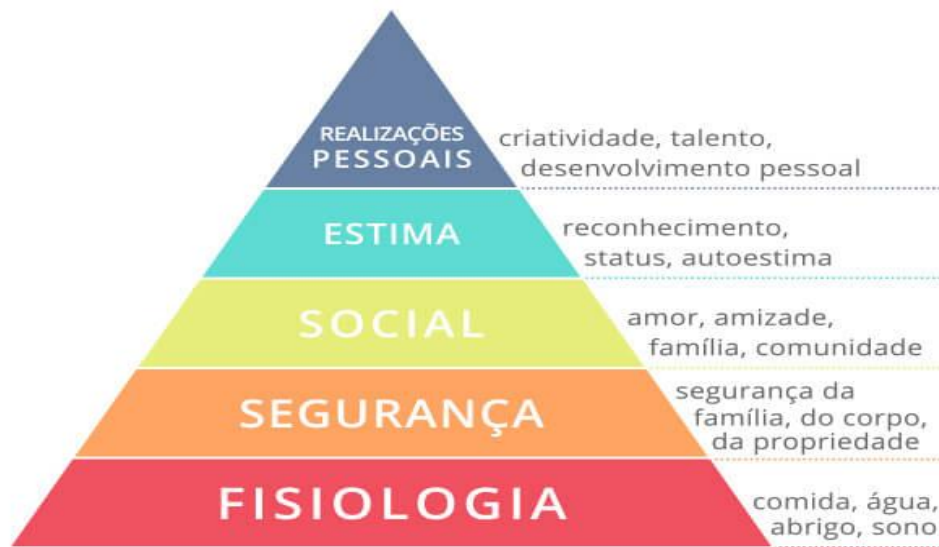 REALIZAÇÕES
PESSOAIS
criatividade, talento,
desenvolvimento pessoal
ESTIMA
reconhecimento,
status, autoestima
SOCIAL
amor, amizade,
família, comunidade
SEGURANÇA
segurança da
família, do corpo,
da propriedade
FISIOLOGIA
comida, água,
abrigo, sono